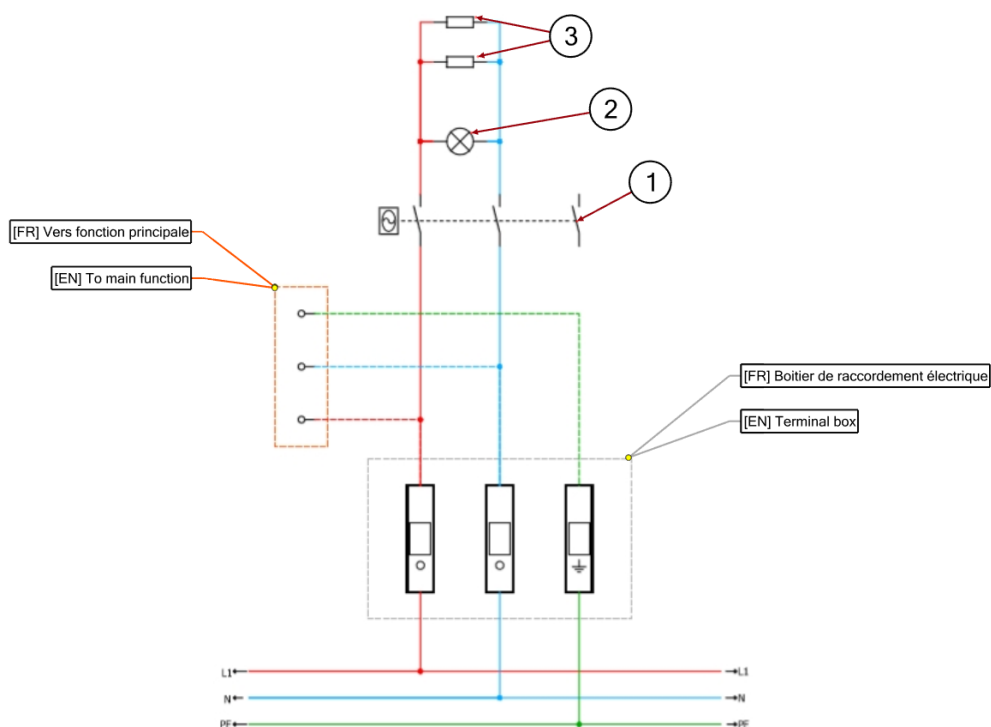 3
2
1
[FR] Vers fonction principale
[EN] To main function
[FR] Boitier de raccordement électrique
[EN] Terminal box
L1
L1
N
N
PE
PE